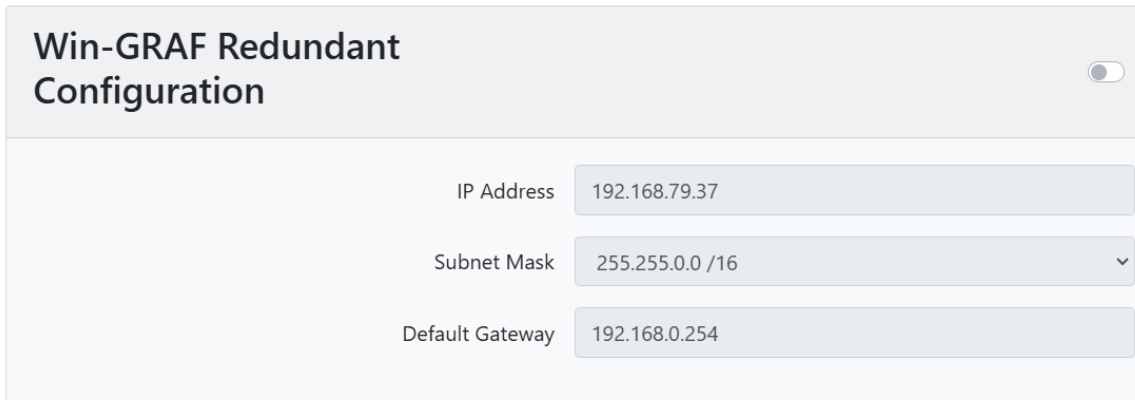 Win-GRAF Redundant
Configuration
IP Address 192.168.79.37
Subnet Mask 255.255.0.0 /16
Default Gateway 192.168.0.254